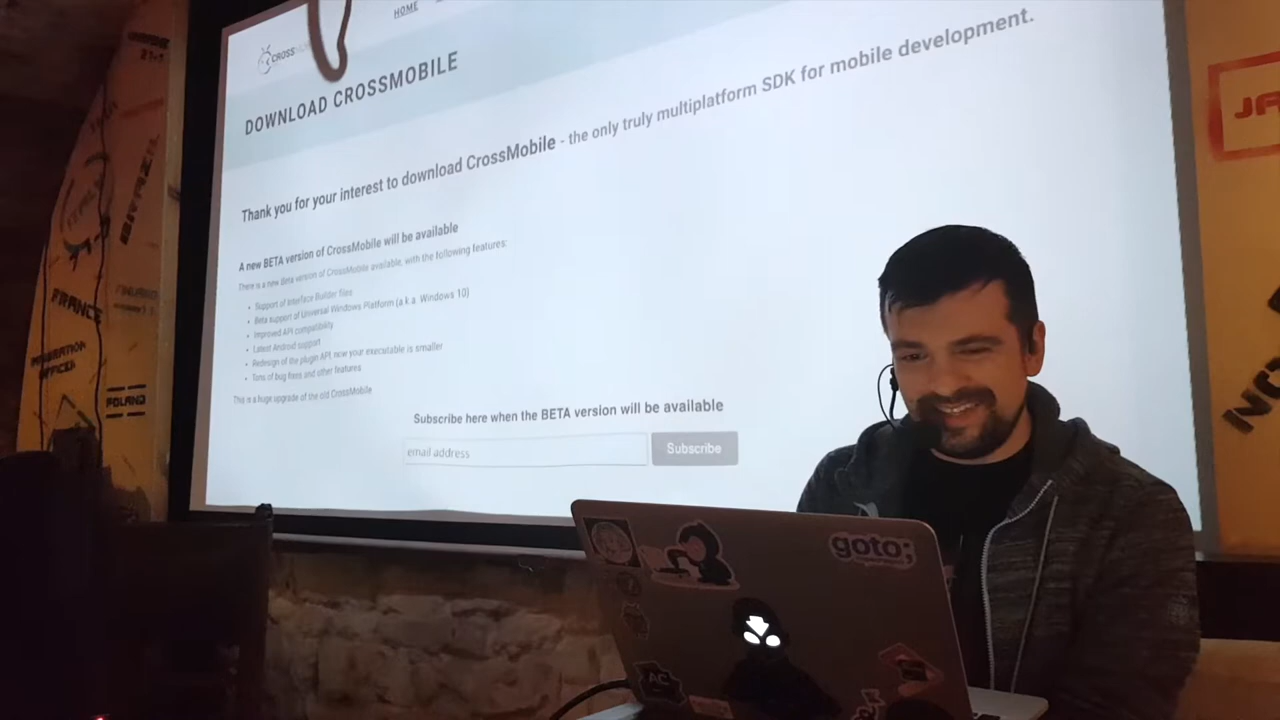 HOME
CROSS
DOWNLOAD CROSSMOBILE
Thank you for your interest to download CrossMobile - the only truly multiplatform SDK for mobile development.
A new BETA version of CrossMobile will be available
There is a new Beta version of CrossMobile available, with the following features:
• Support of Interface Builder files
• Beta support of Universal Windows Platform (a.k.a. Windows 10)
• Improved API compatibility
• Latest Android support
• Redesign of the plugin API, now your executable is smaller
• Tons of bug fixes and other features
This is a huge upgrade of the old CrossMobile
Subscribe here when the BETA version will be available
email address
Subscribe
BRAZIL
FRANCE
POLAND
goto;
AC